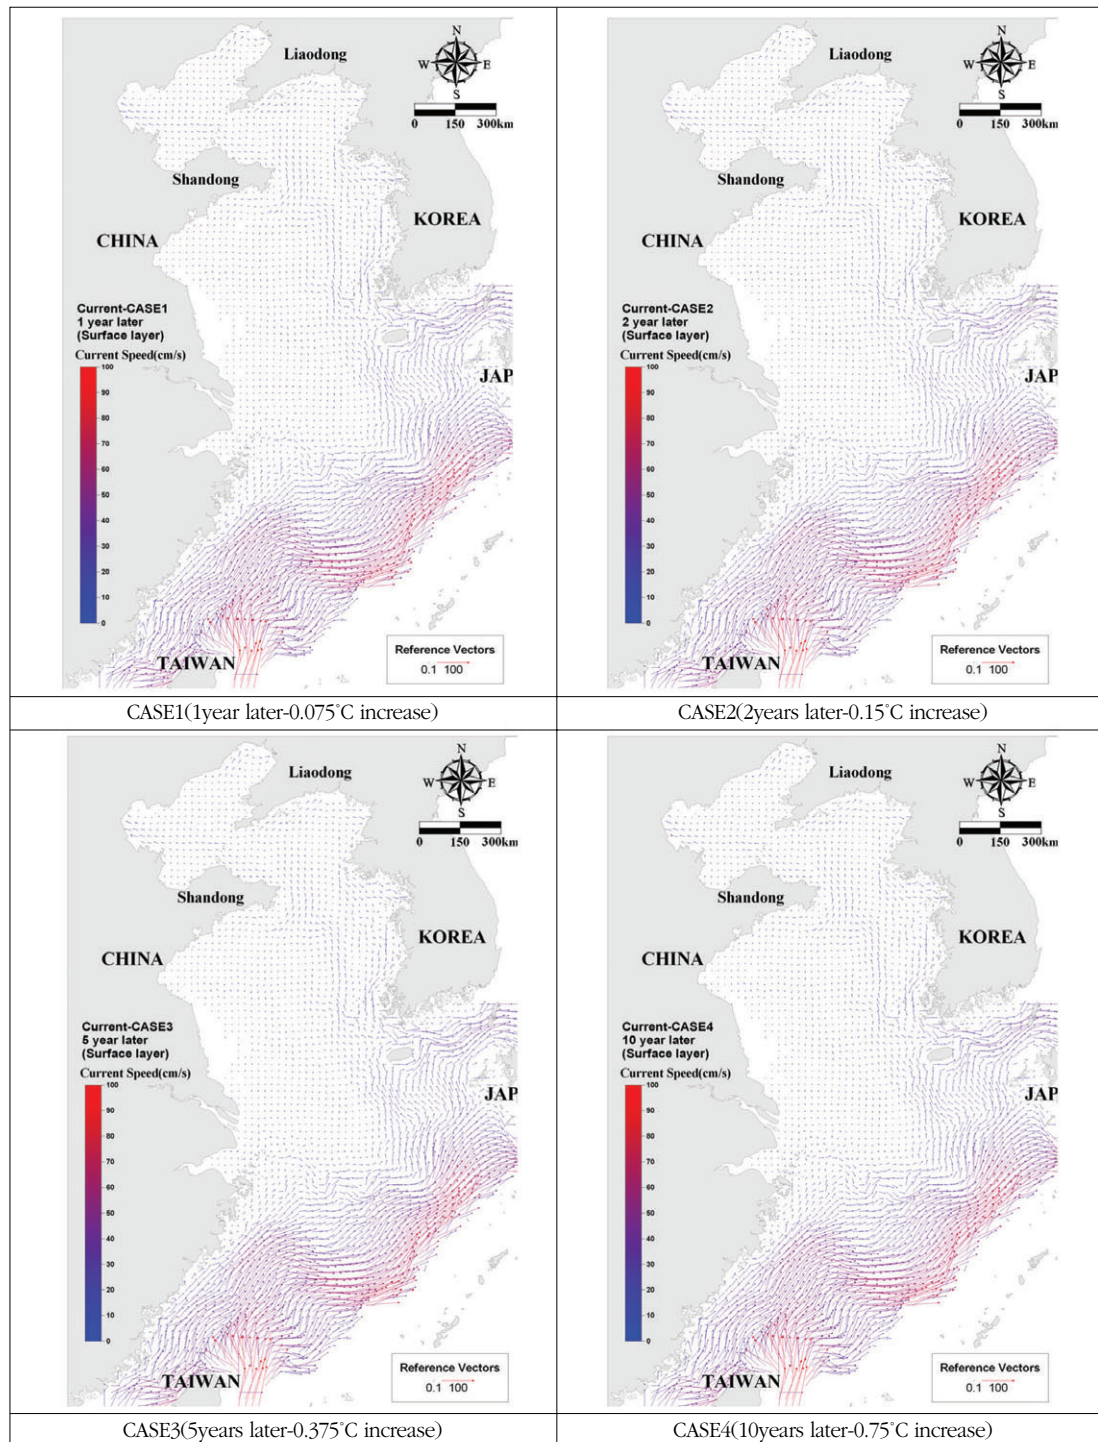 N
W E
S
0 150 300km
Liaodong
Shandong
KOREA
CHINA
Current-CASE1
1 year later
(Surface layer)
Current Speed(cm/s)
100
90
80
70
60
50
40
30
20
10
0
JAP
TAIWAN
Reference Vectors
0.1 100
CASE1(1year later-0.075°C increase)
N
W E
S
0 150 300km
Liaodong
Shandong
KOREA
CHINA
Current-CASE2
2 year later
(Surface layer)
Current Speed(cm/s)
100
90
80
70
60
50
40
30
20
10
0
JAP
TAIWAN
Reference Vectors
0.1 100
CASE2(2years later-0.15°C increase)
N
W E
S
0 150 300km
Liaodong
Shandong
KOREA
CHINA
Current-CASE3
5 year later
(Surface layer)
Current Speed(cm/s)
100
90
80
70
60
50
40
30
20
10
0
JAP
TAIWAN
Reference Vectors
0.1 100
CASE3(5years later-0.375°C increase)
N
W E
S
0 150 300km
Liaodong
Shandong
KOREA
CHINA
Current-CASE4
10 year later
(Surface layer)
Current Speed(cm/s)
100
90
80
70
60
50
40
30
20
10
0
JAP
TAIWAN
Reference Vectors
0.1 100
CASE4(10years later-0.75°C increase)